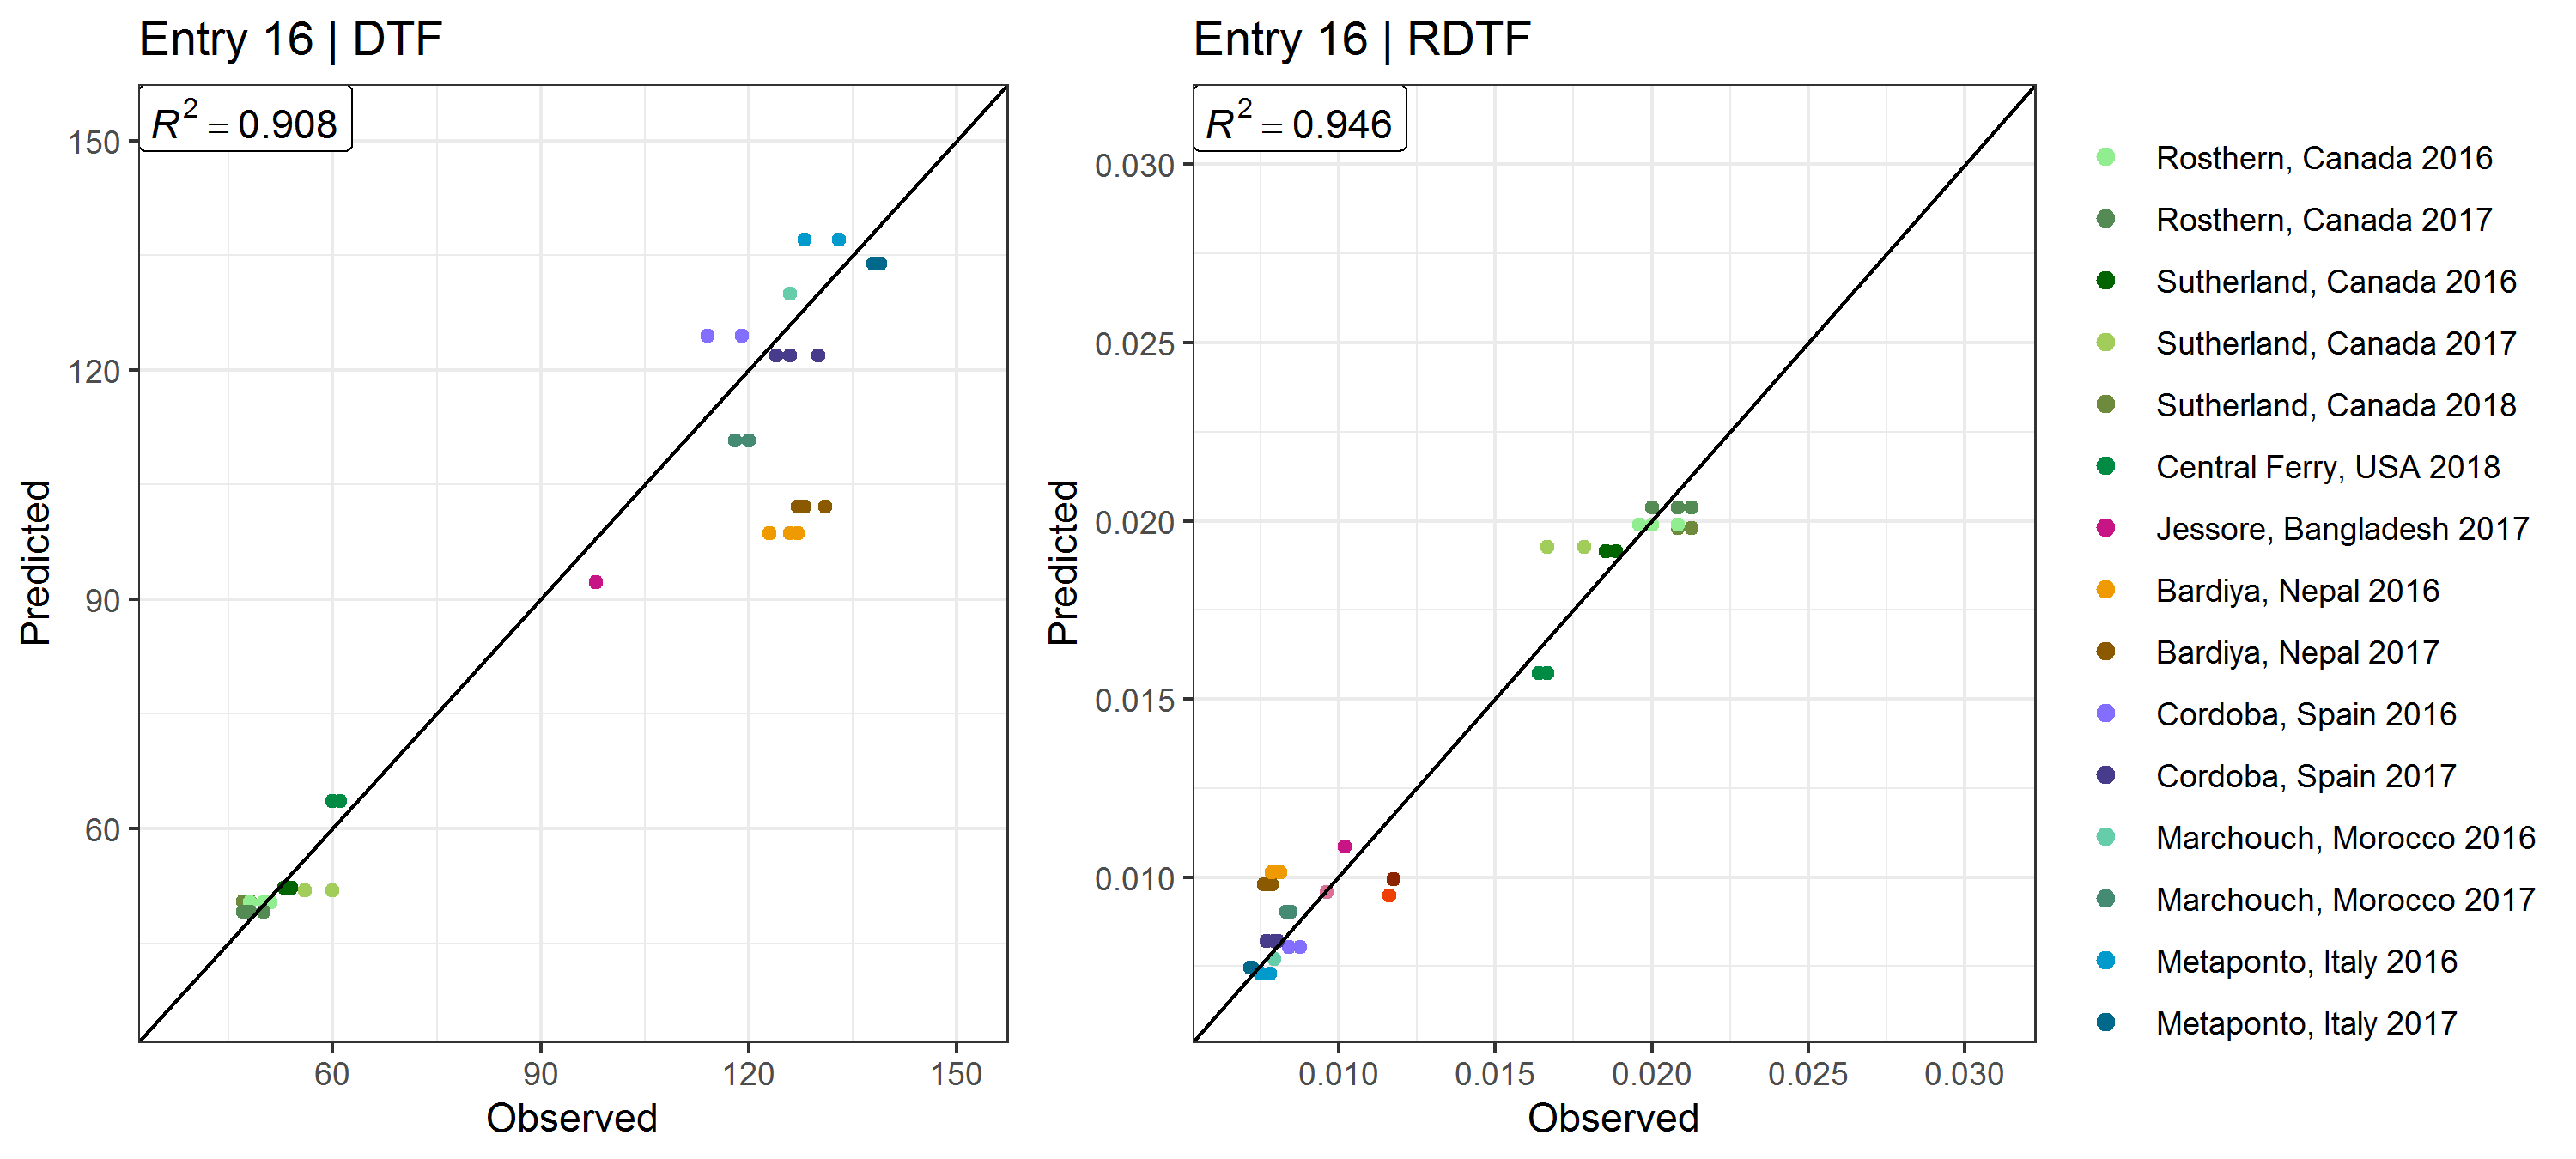 Entry 16 | DTF
R² = 0.908
150
120
90
60
Predicted
60 90 120 150
Observed
Entry 16 | RDTF
R² = 0.946
0.030
0.025
0.020
0.015
0.010
Predicted
0.010 0.015 0.020 0.025 0.030
Observed
Rosthern, Canada 2016
Rosthern, Canada 2017
Sutherland, Canada 2016
Sutherland, Canada 2017
Sutherland, Canada 2018
Central Ferry, USA 2018
Jessore, Bangladesh 2017
Bardiya, Nepal 2016
Bardiya, Nepal 2017
Cordoba, Spain 2016
Cordoba, Spain 2017
Marchouch, Morocco 2016
Marchouch, Morocco 2017
Metaponto, Italy 2016
Metaponto, Italy 2017